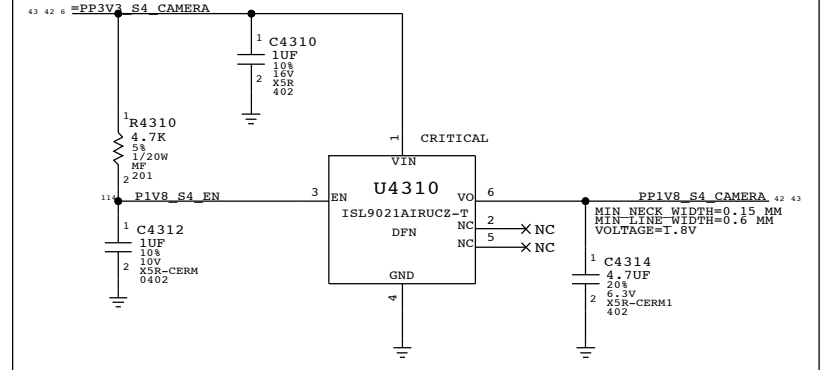 43 42 6 =PP3V3_S4_CAMERA
1 C4310
1UF
10%
16V
2 X5R
402
1 R4310
4.7K
5%
1/20W
MF
2 201
1 CRITICAL
VIN
U4310
ISL9021AIRUCZ-T
DFN
114 P1V8_S4_EN 3 EN
VO 6 PP1V8_S4_CAMERA 42 43
NC 2 NC
NC 5 NC
GND
4
MIN_NECK_WIDTH=0.15 MM
MIN_LINE_WIDTH=0.6 MM
VOLTAGE=1.8V
1 C4312
1UF
10%
10V
2 X5R-CERM
0402
1 C4314
4.7UF
20%
6.3V
2 X5R-CERM1
402